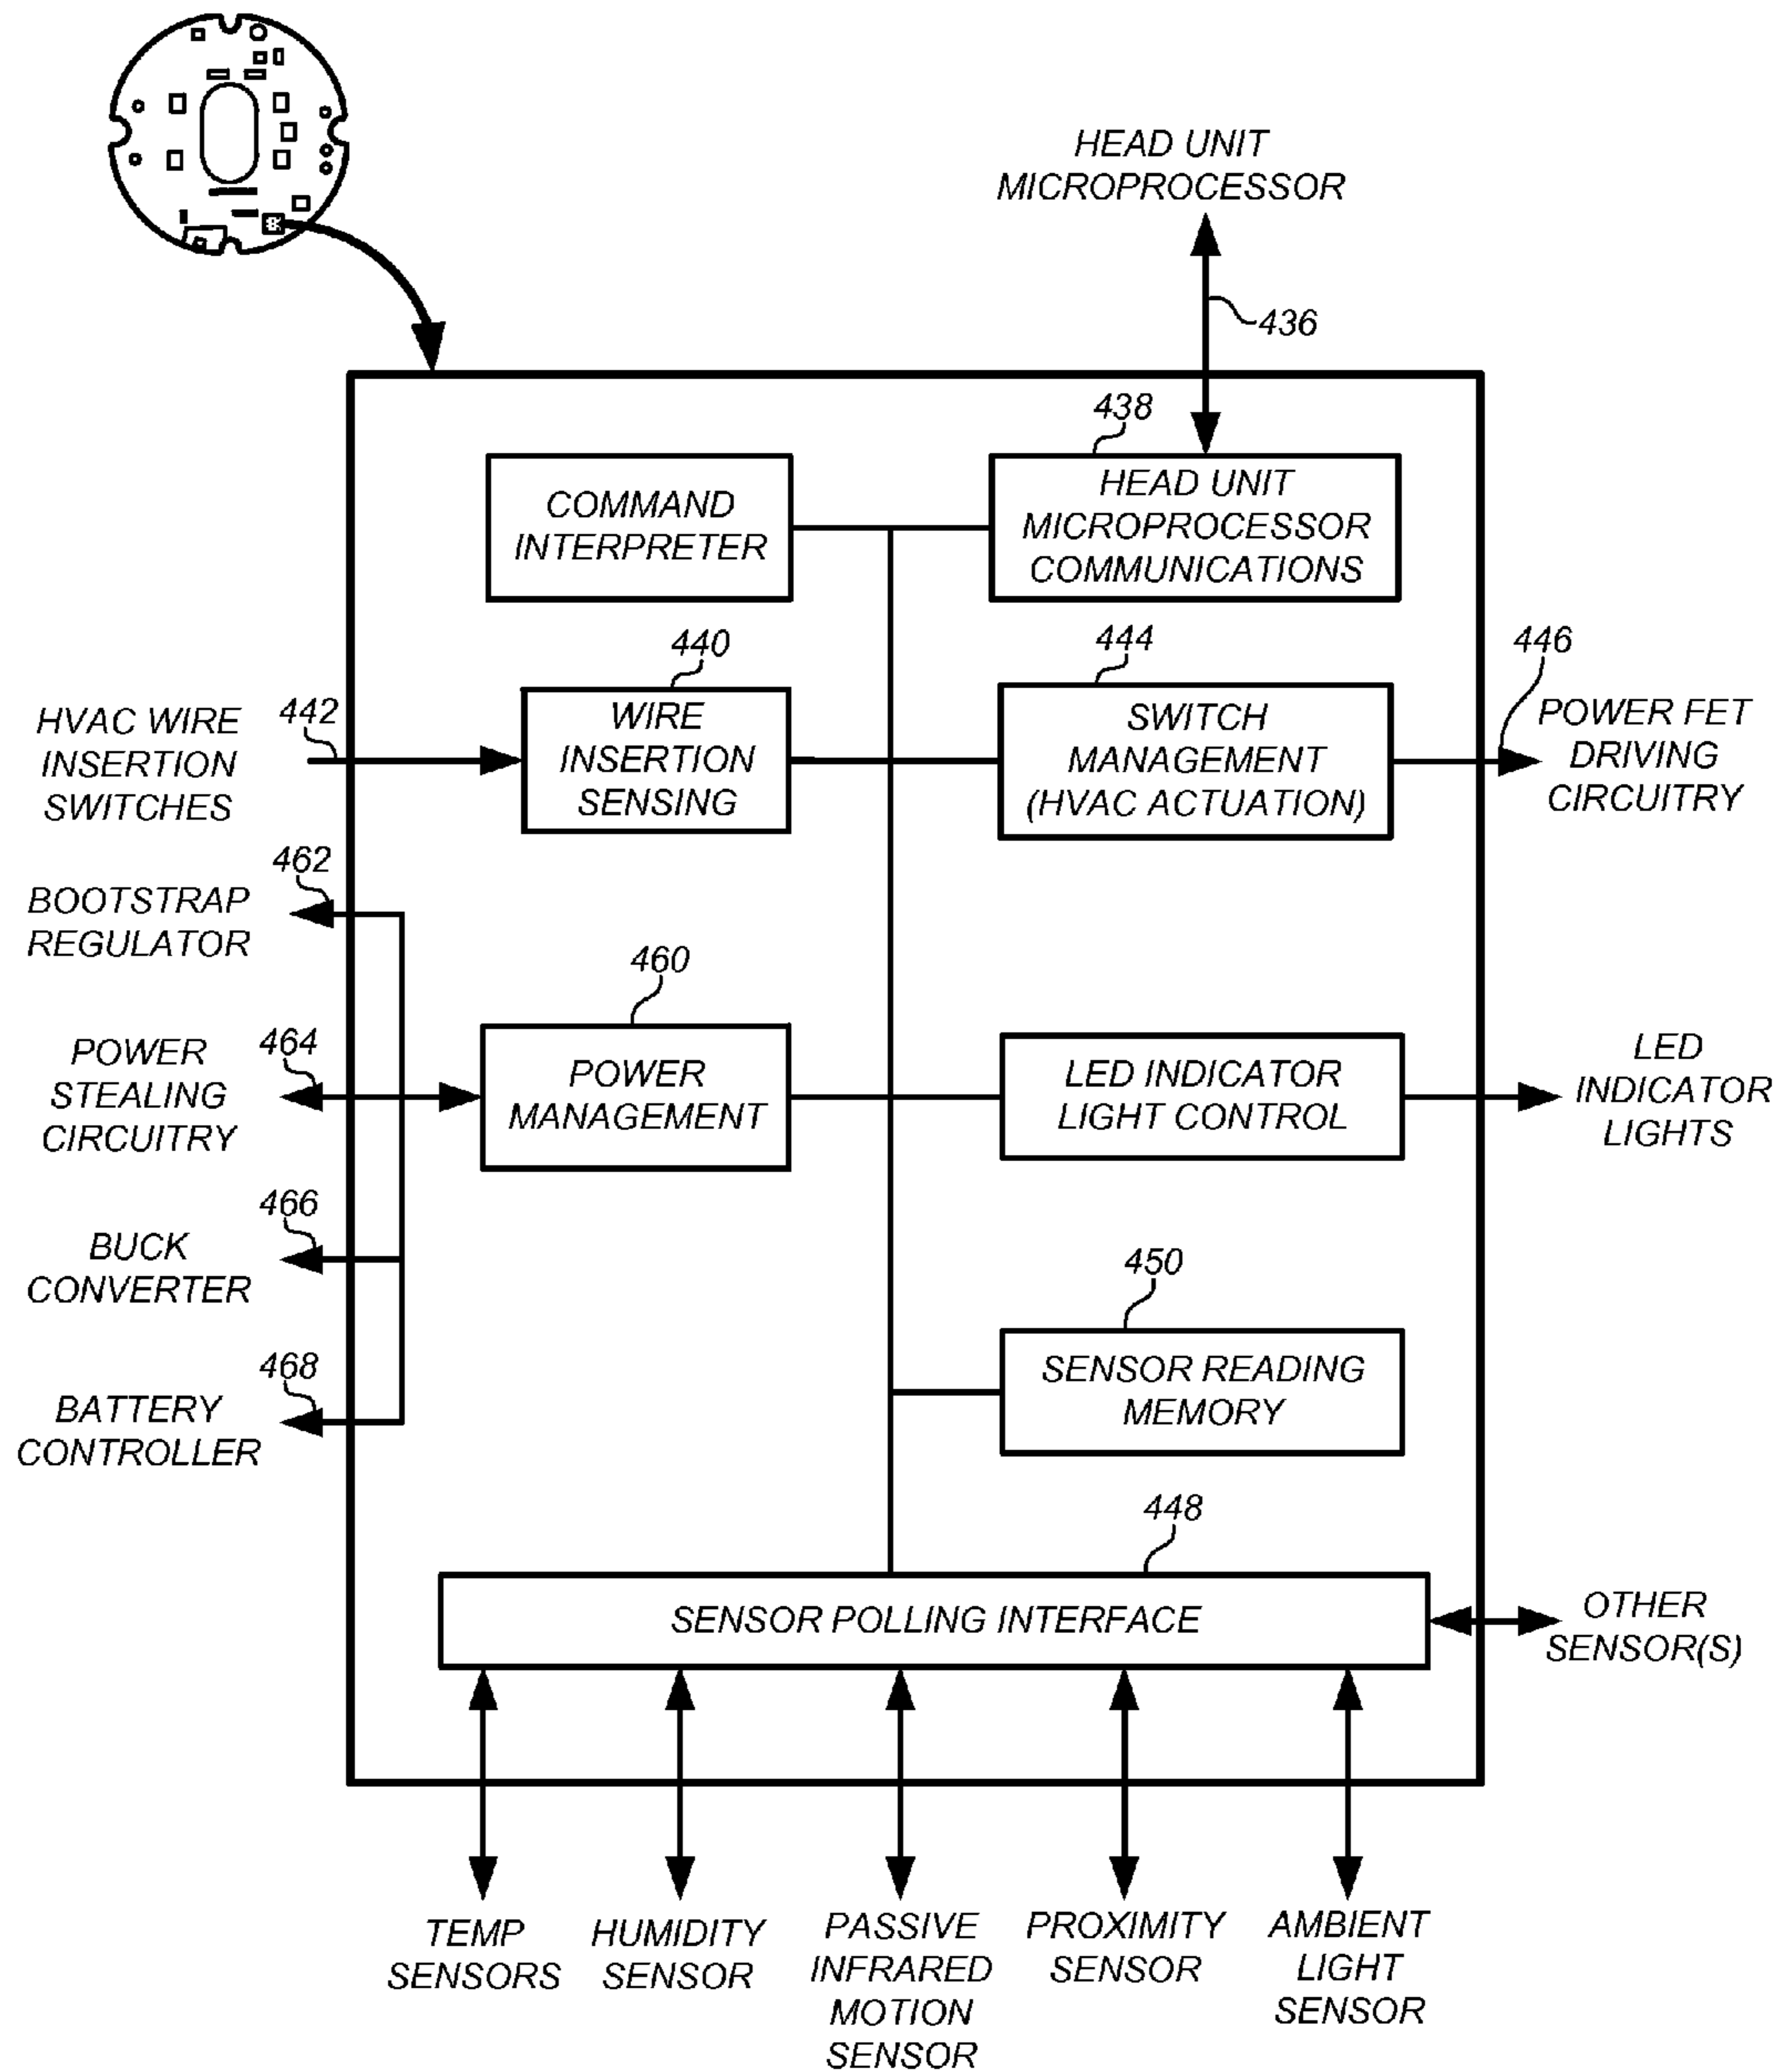 HEAD UNIT
MICROPROCESSOR
436
438
COMMAND
INTERPRETER
HEAD UNIT
MICROPROCESSOR
COMMUNICATIONS
440
444
446
HVAC WIRE
INSERTION
SWITCHES
442
WIRE
INSERTION
SENSING
SWITCH
MANAGEMENT
(HVAC ACTUATION)
POWER FET
DRIVING
CIRCUITRY
462
BOOTSTRAP
REGULATOR
460
POWER
STEALING
CIRCUITRY
464
POWER
MANAGEMENT
LED INDICATOR
LIGHT CONTROL
LED
INDICATOR
LIGHTS
466
BUCK
CONVERTER
450
468
BATTERY
CONTROLLER
SENSOR READING
MEMORY
448
SENSOR POLLING INTERFACE
OTHER
SENSOR(S)
TEMP
SENSORS
HUMIDITY
SENSOR
PASSIVE
INFRARED
MOTION
SENSOR
PROXIMITY
SENSOR
AMBIENT
LIGHT
SENSOR